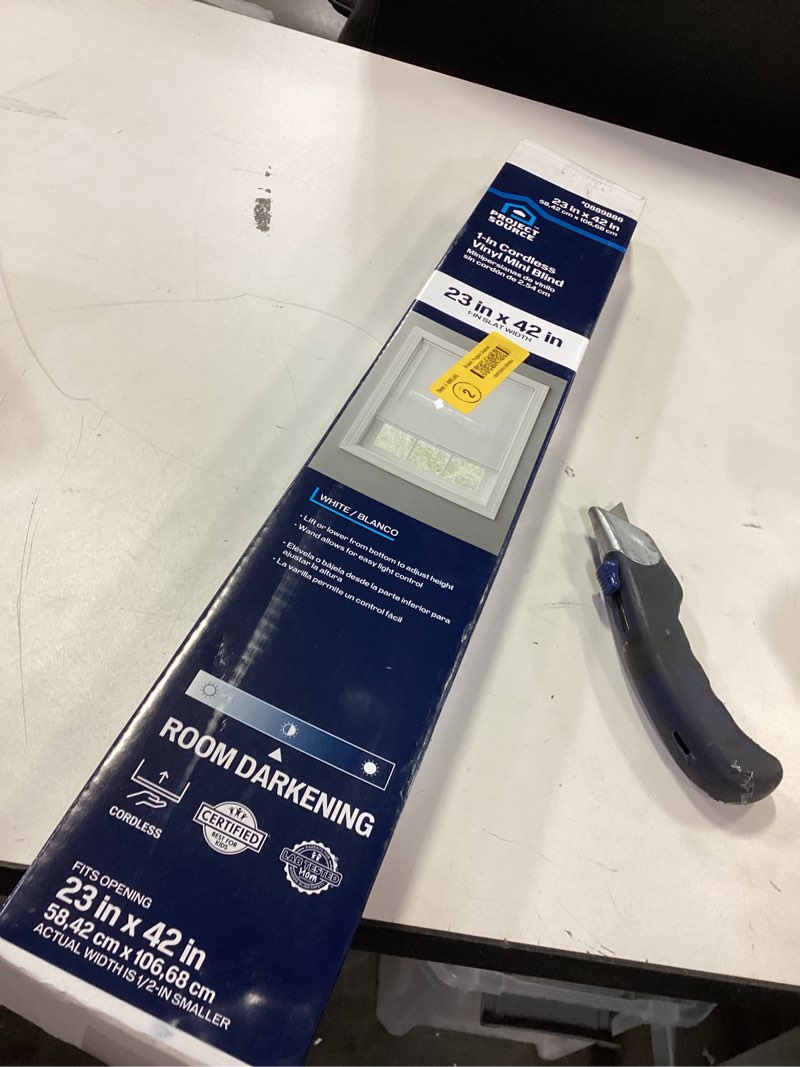 *0889886
23 in x 42 in
58,42 cm x 106,68 cm
PROJECT
SOURCE™
1-in Cordless
Vinyl Mini Blind
Minipersianas de vinilo
sin cordón de 2.54 cm
23 in x 42 in
1-IN SLAT WIDTH
2
WHITE / BLANCO
• Lift or lower from bottom to adjust height
• Wand allows for easy light control
• Elévela o bájela desde la parte inferior para
ajustar la altura
• La varilla permite un control fácil
ROOM DARKENING
CORDLESS
CERTIFIED
BEST FOR
KIDS
LAB TESTED
Mom
FITS OPENING
23 in x 42 in
58,42 cm x 106,68 cm
ACTUAL WIDTH IS 1/2-IN SMALLER